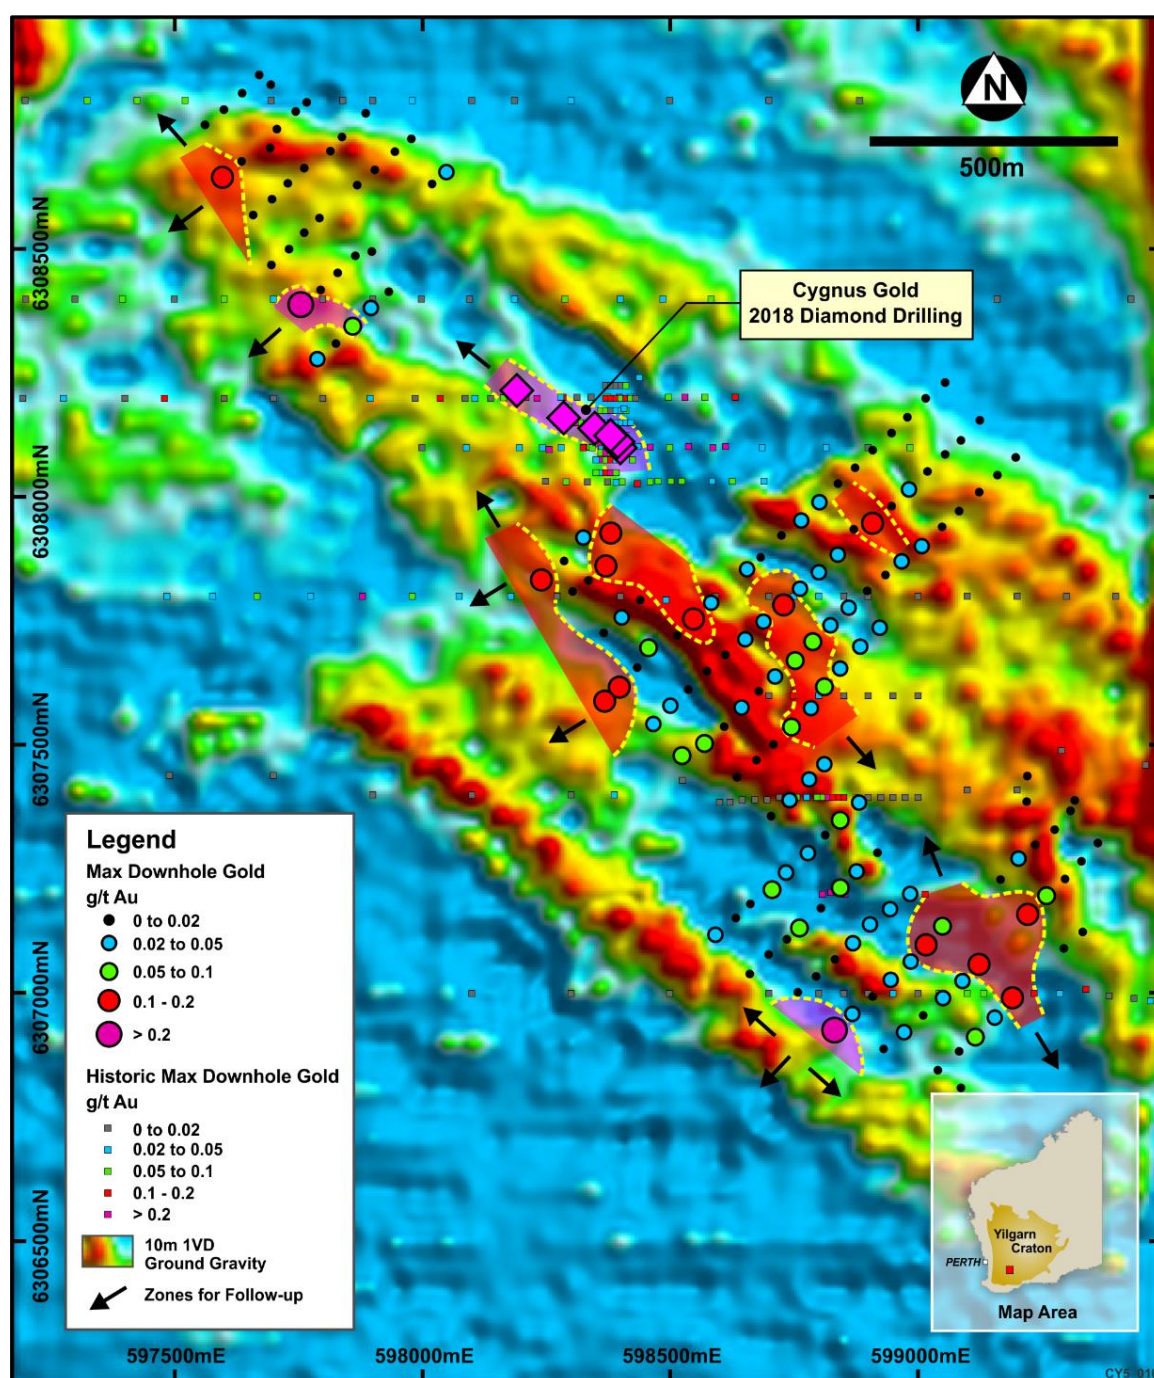 N
500m
6308500mN
Cygnus Gold
2018 Diamond Drilling
6308000mN
6307500mN
Legend
Max Downhole Gold
g/t Au
0 to 0.02
0.02 to 0.05
0.05 to 0.1
0.1 - 0.2
> 0.2
Historic Max Downhole Gold
g/t Au
0 to 0.02
0.02 to 0.05
0.05 to 0.1
0.1 - 0.2
> 0.2
10m 1VD
Ground Gravity
Zones for Follow-up
6307000mN
6306500mN
Yilgarn
Craton
PERTH
Map Area
597500mE
598000mE
598500mE
599000mE